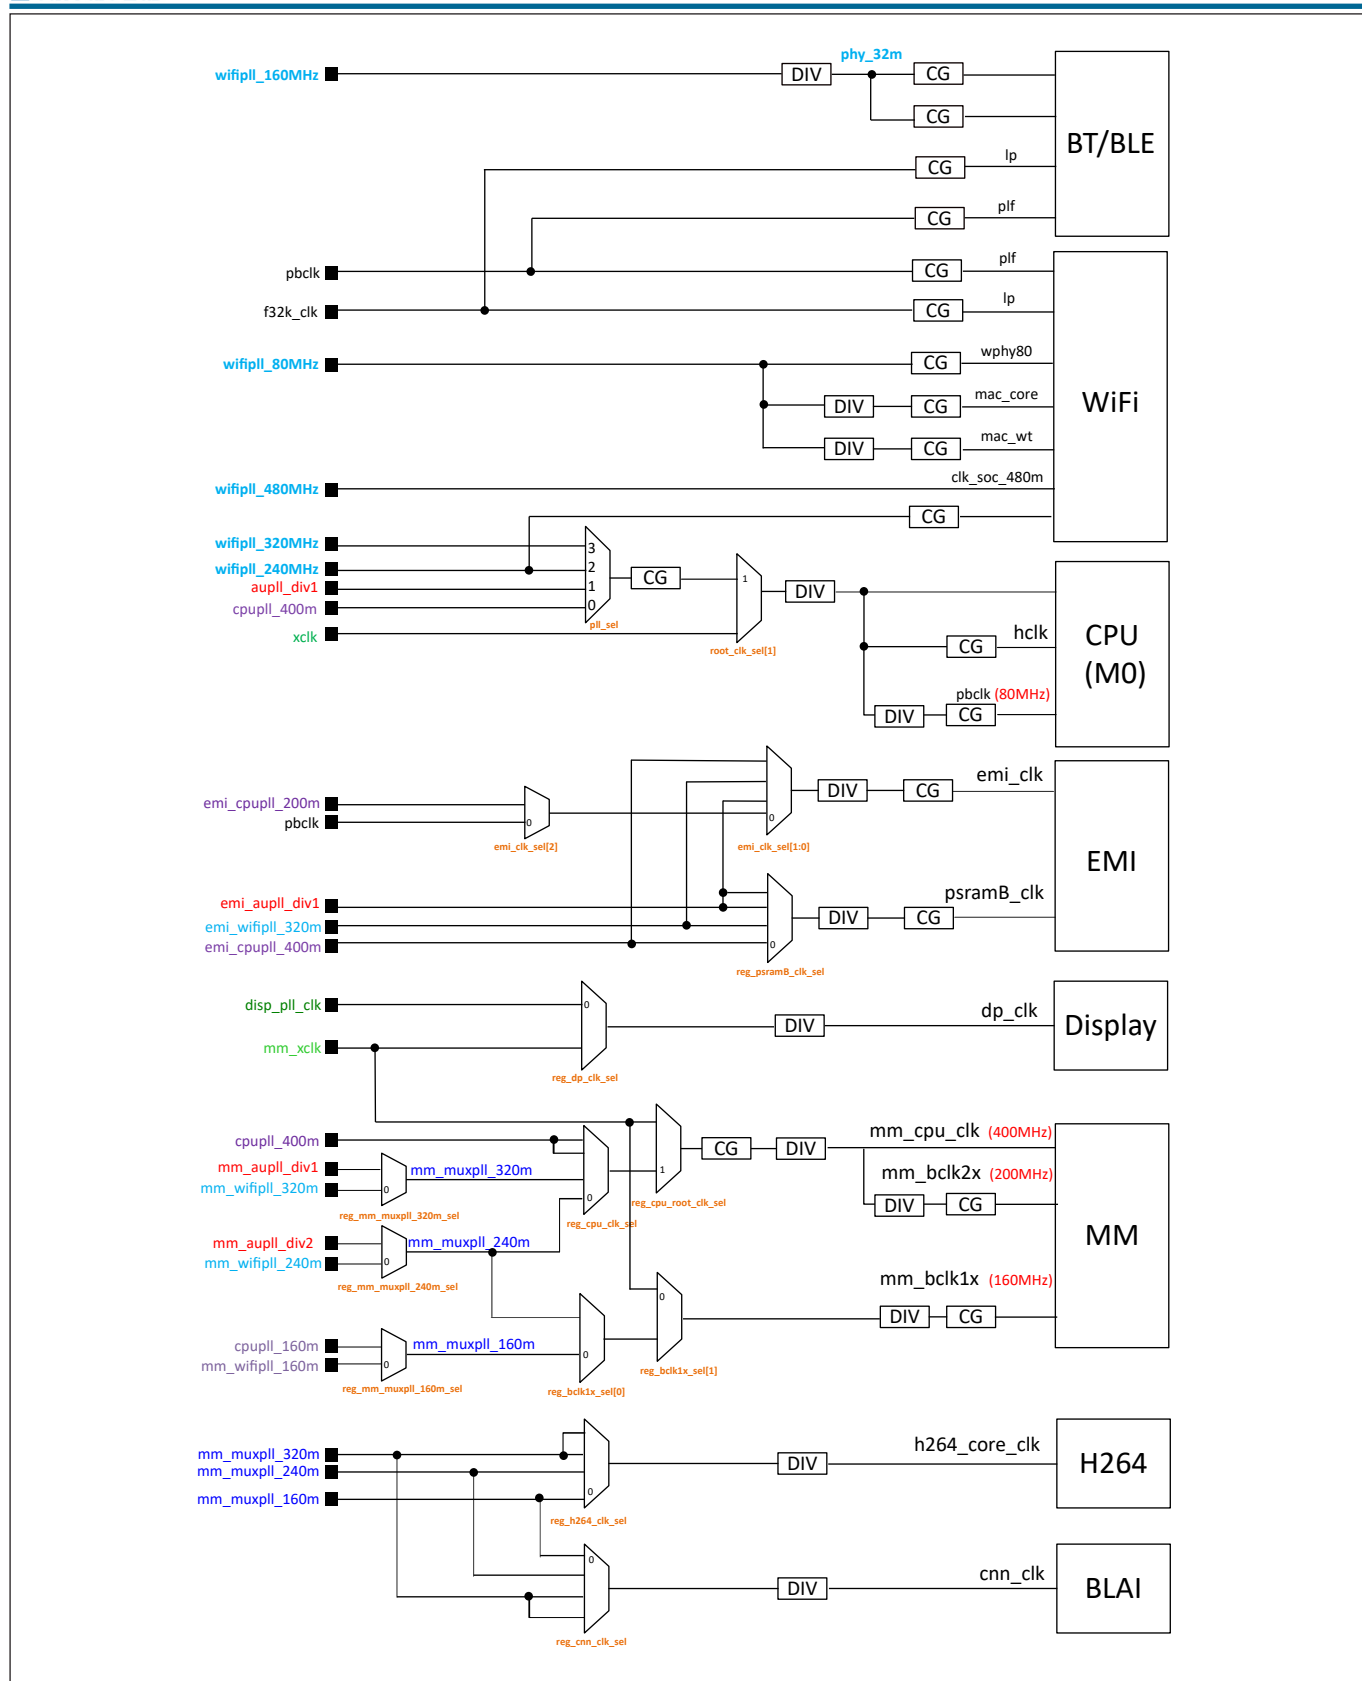 phy_32m
wifipll_160MHz
DIV
CG
CG
BT/BLE
lp
CG
plf
CG
pbclk
plf
CG
f32k_clk
lp
CG
wifipll_80MHz
wphy80
CG
mac_core
DIV
CG
WiFi
mac_wt
DIV
CG
wifipll_480MHz
clk_soc_480m
CG
wifipll_320MHz
3
wifipll_240MHz
2
aupll_div1
1
cpupll_400m
0
pll_sel
CG
1
DIV
xclk
root_clk_sel[1]
hclk
CG
CPU
(M0)
pbclk (80MHz)
DIV
CG
emi_cpupll_200m
pbclk
0
emi_clk_sel[2]
0
emi_clk_sel[1:0]
DIV
CG
emi_clk
EMI
emi_aupll_div1
emi_wifipll_320m
emi_cpupll_400m
0
reg_psramB_clk_sel
DIV
CG
psramB_clk
disp_pll_clk
0
mm_xclk
reg_dp_clk_sel
DIV
dp_clk
Display
cpupll_400m
mm_aupll_div1
mm_wifipll_320m
0
mm_muxpll_320m
reg_mm_muxpll_320m_sel
0
reg_cpu_clk_sel
1
reg_cpu_root_clk_sel
CG
DIV
mm_cpu_clk (400MHz)
mm_bclk2x (200MHz)
DIV
CG
MM
mm_aupll_div2
mm_wifipll_240m
0
mm_muxpll_240m
reg_mm_muxpll_240m_sel
mm_bclk1x (160MHz)
0
DIV
CG
cpupll_160m
mm_wifipll_160m
0
mm_muxpll_160m
reg_mm_muxpll_160m_sel
0
reg_bclk1x_sel[0]
reg_bclk1x_sel[1]
mm_muxpll_320m
mm_muxpll_240m
mm_muxpll_160m
0
reg_h264_clk_sel
DIV
h264_core_clk
H264
0
reg_cnn_clk_sel
DIV
cnn_clk
BLAI